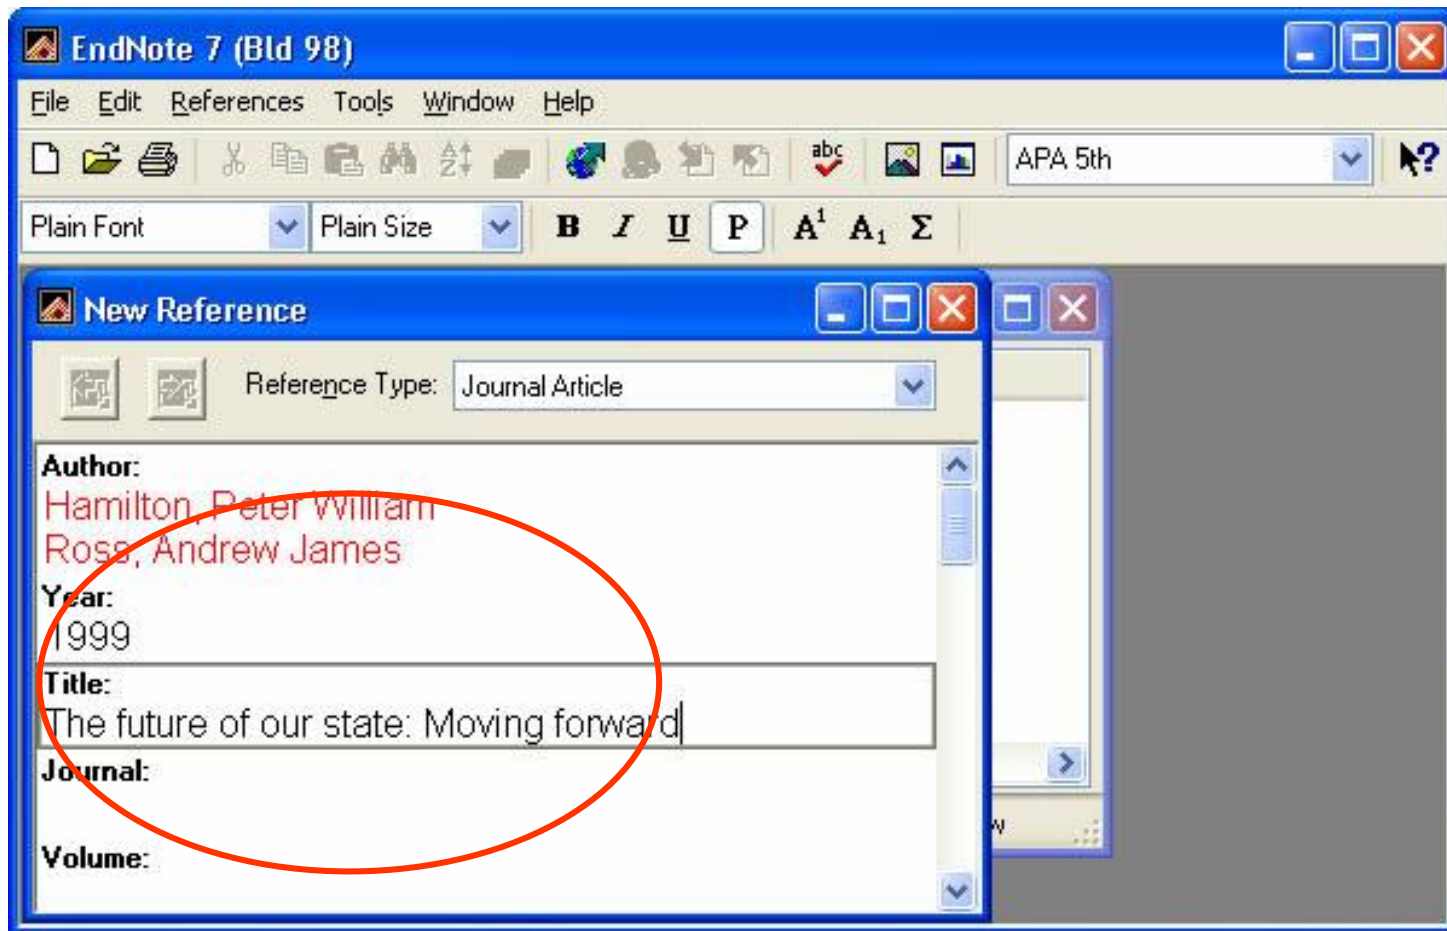 EndNote 7 (Bld 98)
File Edit References Tools Window Help
abc APA 5th ?
Plain Font Plain Size B I U P A¹ A₁ Σ
New Reference
Reference Type: Journal Article
Author:
Hamilton, Peter William
Ross, Andrew James
Year:
1999
Title:
The future of our state: Moving forward
Journal:
Volume: